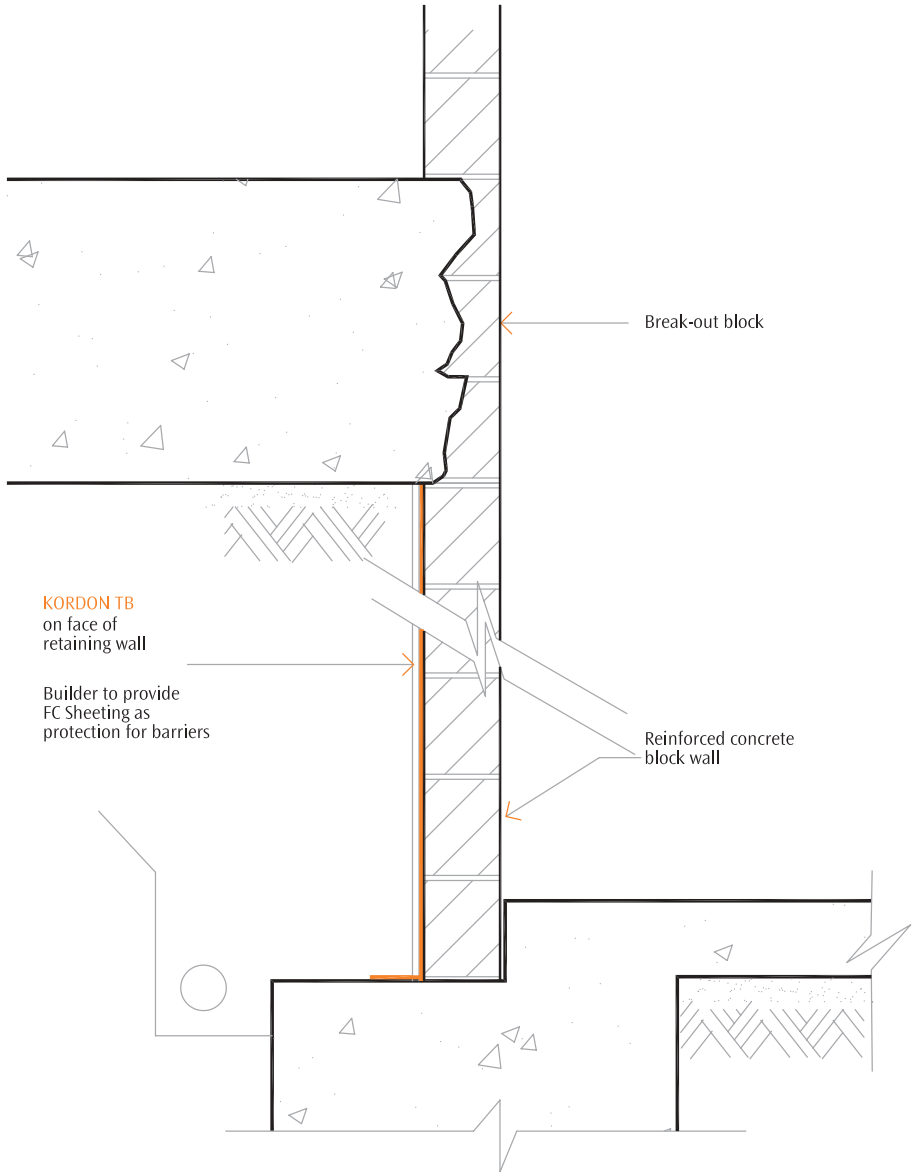 Break-out block
KORDON TB
on face of
retaining wall
Builder to provide
FC Sheeting as
protection for barriers
Reinforced concrete
block wall